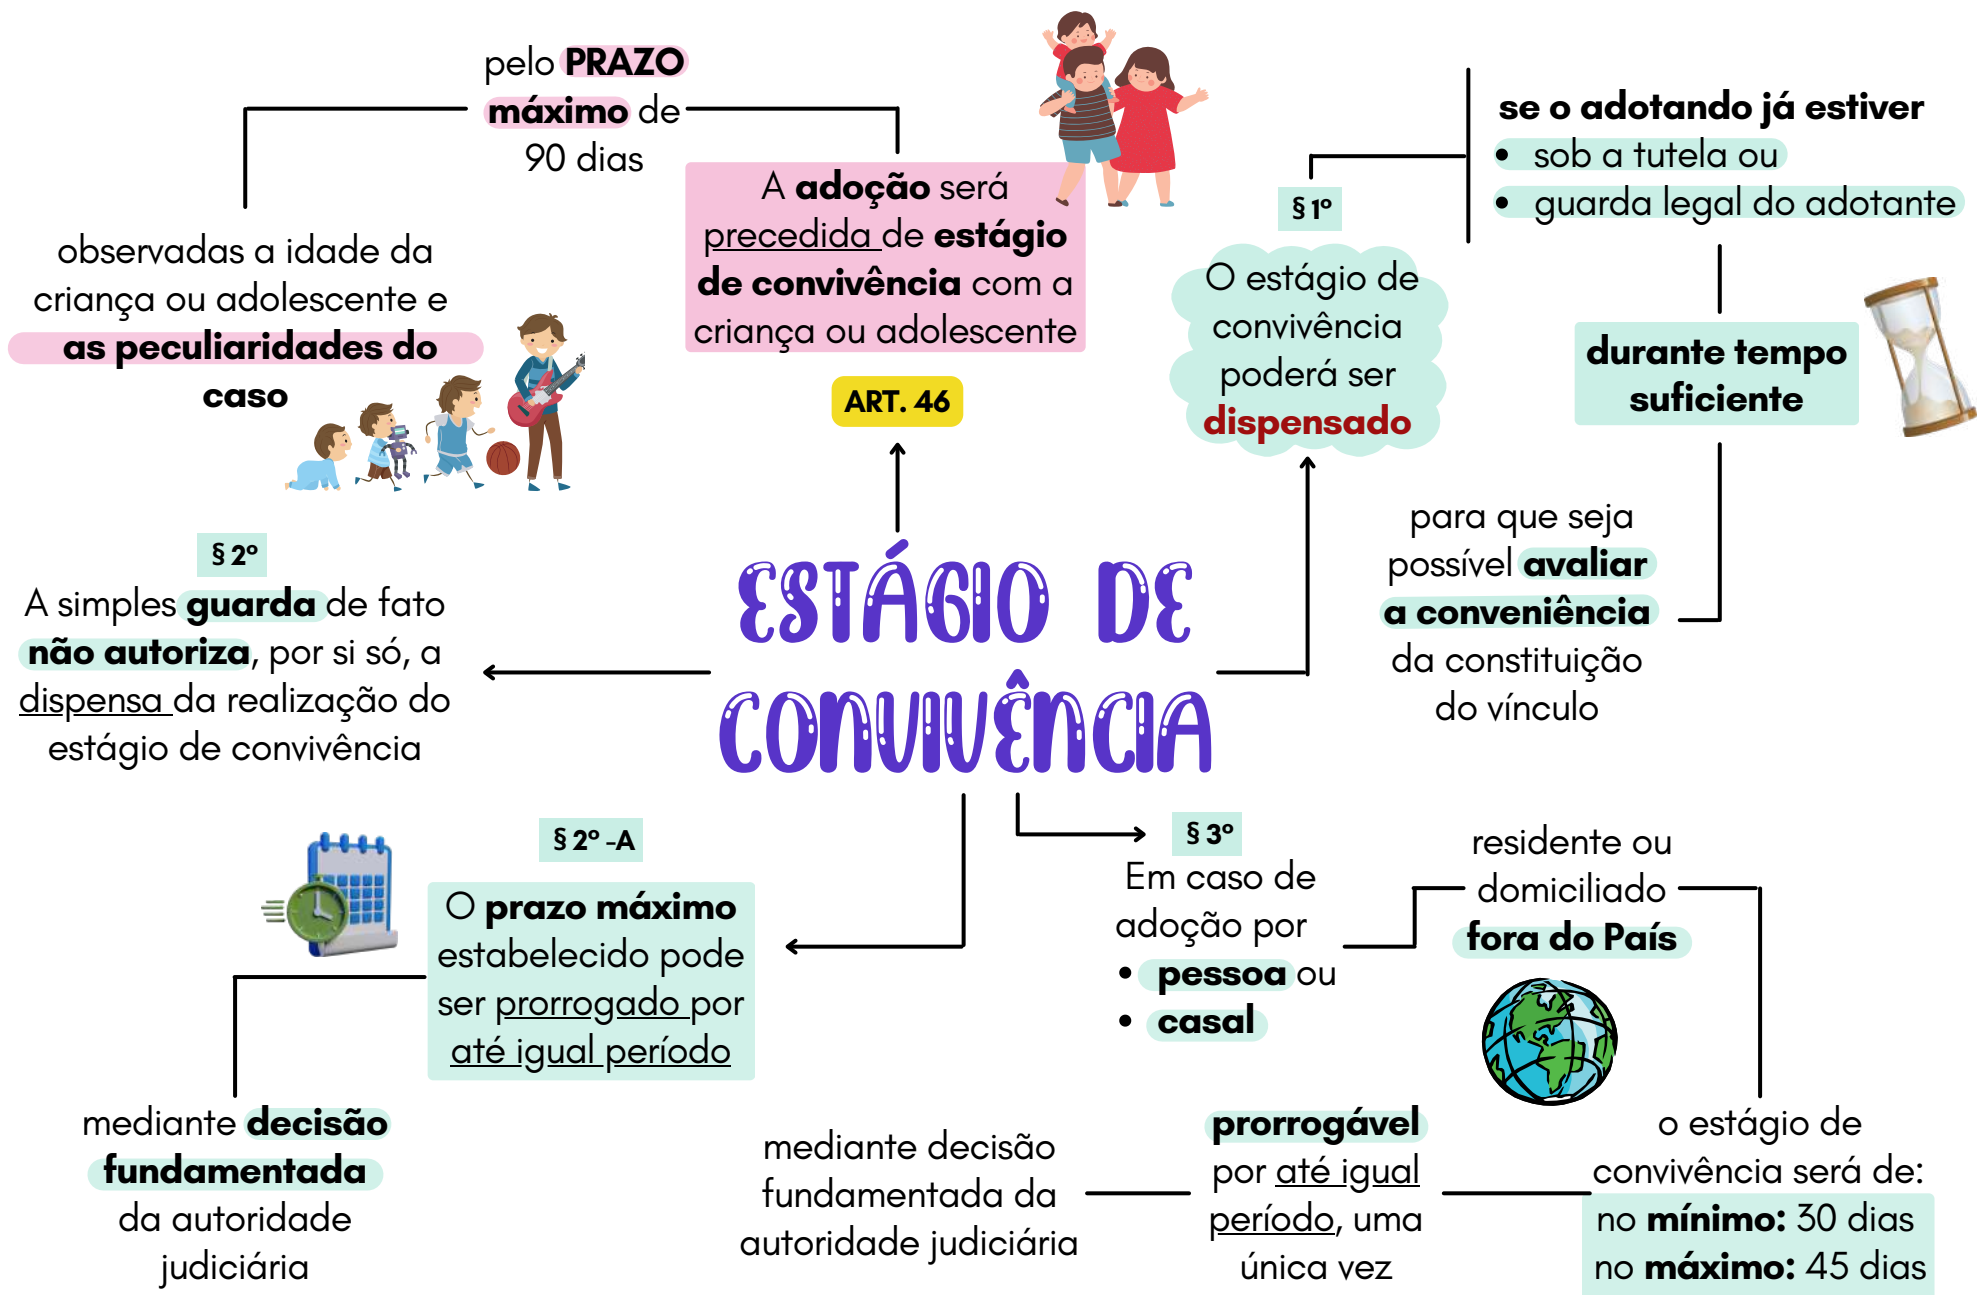 ESTÁGIO DE
CONVIVÊNCIA
ART. 46
A adoção será
precedida de estágio
de convivência com a
criança ou adolescente
pelo PRAZO
máximo de
90 dias
observadas a idade da
criança ou adolescente e
as peculiaridades do
caso
§ 1º
O estágio de
convivência
poderá ser
dispensado
se o adotando já estiver
• sob a tutela ou
• guarda legal do adotante
durante tempo
suficiente
para que seja
possível avaliar
a conveniência
da constituição
do vínculo
§ 2º
A simples guarda de fato
não autoriza, por si só, a
dispensa da realização do
estágio de convivência
§ 2º -A
O prazo máximo
estabelecido pode
ser prorrogado por
até igual período
mediante decisão
fundamentada
da autoridade
judiciária
§ 3º
Em caso de
adoção por
• pessoa ou
• casal
residente ou
domiciliado
fora do País
o estágio de
convivência será de:
no mínimo: 30 dias
no máximo: 45 dias
prorrogável
por até igual
período, uma
única vez
mediante decisão
fundamentada da
autoridade judiciária